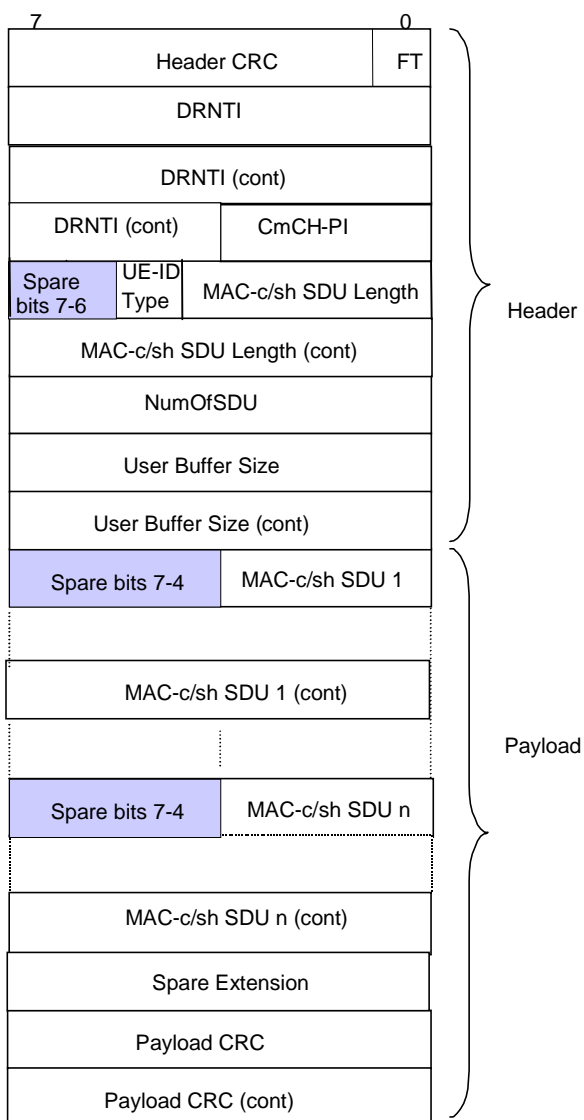 7 0
Header CRC FT
DRNTI
DRNTI (cont)
DRNTI (cont) CmCH-PI
Spare bits 7-6 UE-ID Type MAC-c/sh SDU Length
Header
MAC-c/sh SDU Length (cont)
NumOfSDU
User Buffer Size
User Buffer Size (cont)
Spare bits 7-4 MAC-c/sh SDU 1
MAC-c/sh SDU 1 (cont)
Payload
Spare bits 7-4 MAC-c/sh SDU n
MAC-c/sh SDU n (cont)
Spare Extension
Payload CRC
Payload CRC (cont)